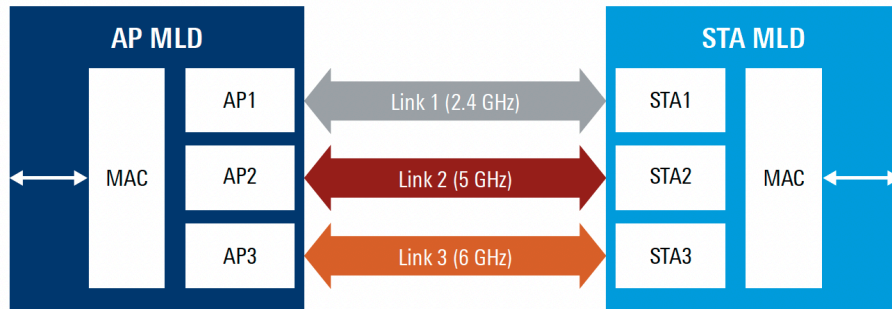 AP MLD
STA MLD
MAC
AP1
Link 1 (2.4 GHz)
STA1
AP2
Link 2 (5 GHz)
STA2
MAC
AP3
Link 3 (6 GHz)
STA3